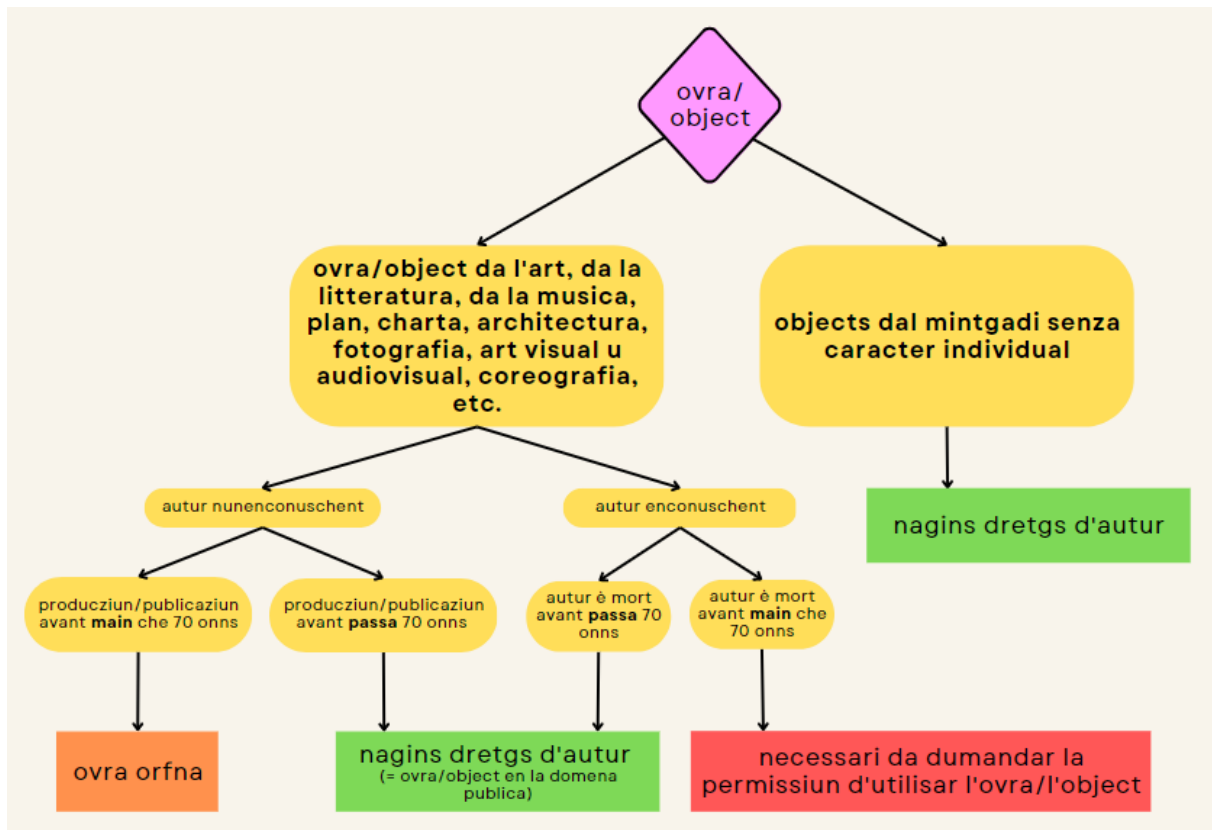 ovra/
object
ovra/object da l'art, da la
litteratura, da la musica,
plan, charta, architectura,
fotografia, art visual u
audiovisual, coreografia,
etc.
objects dal mintgadi senza
caracter individual
autur nunenconuschent
autur enconuschent
nagins dretgs d'autur
producziun/publicaziun
avant main che 70 onns
producziun/publicaziun
avant passa 70 onns
autur è mort
avant passa 70
onns
autur è mort
avant main che
70 onns
ovra orfna
nagins dretgs d'autur
(= ovra/object en la domena
publica)
necessari da dumandar la
permissiun d'utilisar l'ovra/l'object